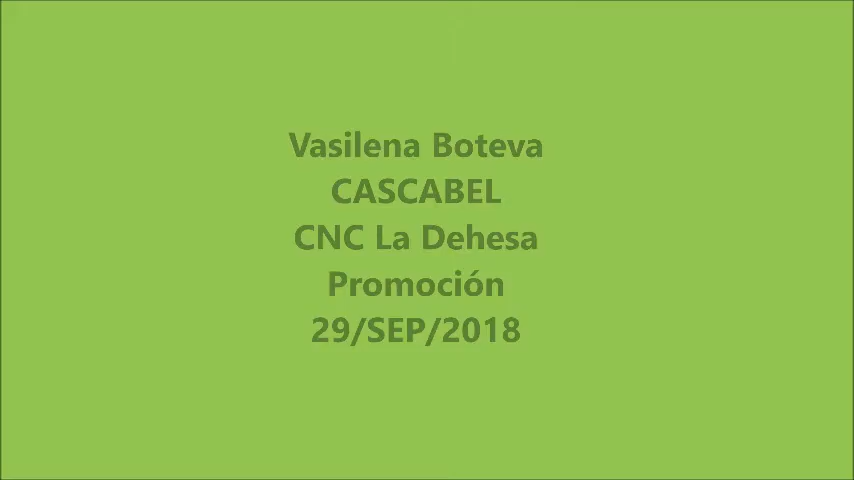 Vasilena Boteva
CASCABEL
CNC La Dehesa
Promoción
29/SEP/2018